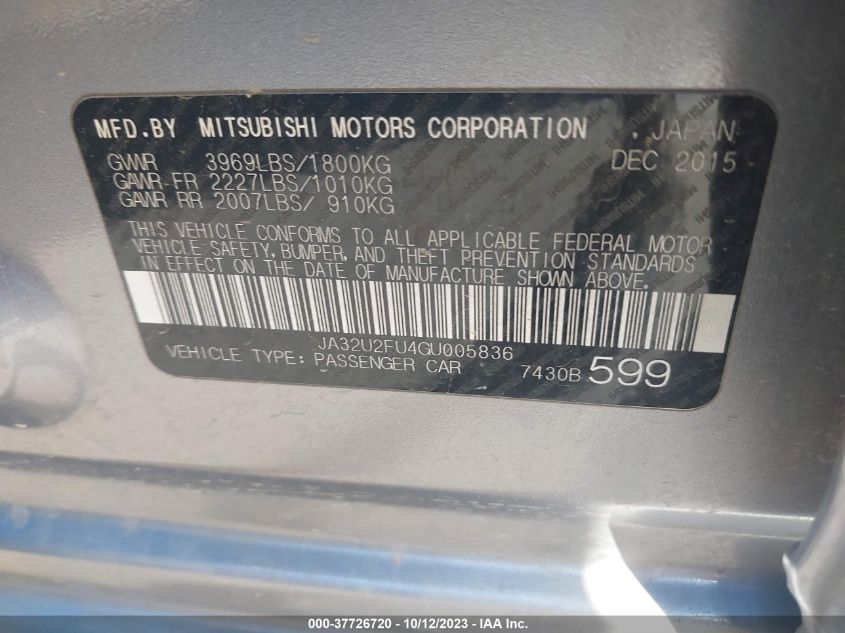 MFD.BY MITSUBISHI MOTORS CORPORATION . JAPAN
GVWR 3969LBS/1800KG DEC 2015
GAWR-FR 2227LBS/1010KG
GAWR RR 2007LBS/ 910KG
THIS VEHICLE CONFORMS TO ALL APPLICABLE FEDERAL MOTOR
VEHICLE SAFETY, BUMPER, AND THEFT PREVENTION STANDARDS
IN EFFECT ON THE DATE OF MANUFACTURE SHOWN ABOVE.
JA32U2FU4GU005836
VEHICLE TYPE: PASSENGER CAR 7430B 599
000-37726720 - 10/12/2023 - IAA Inc.